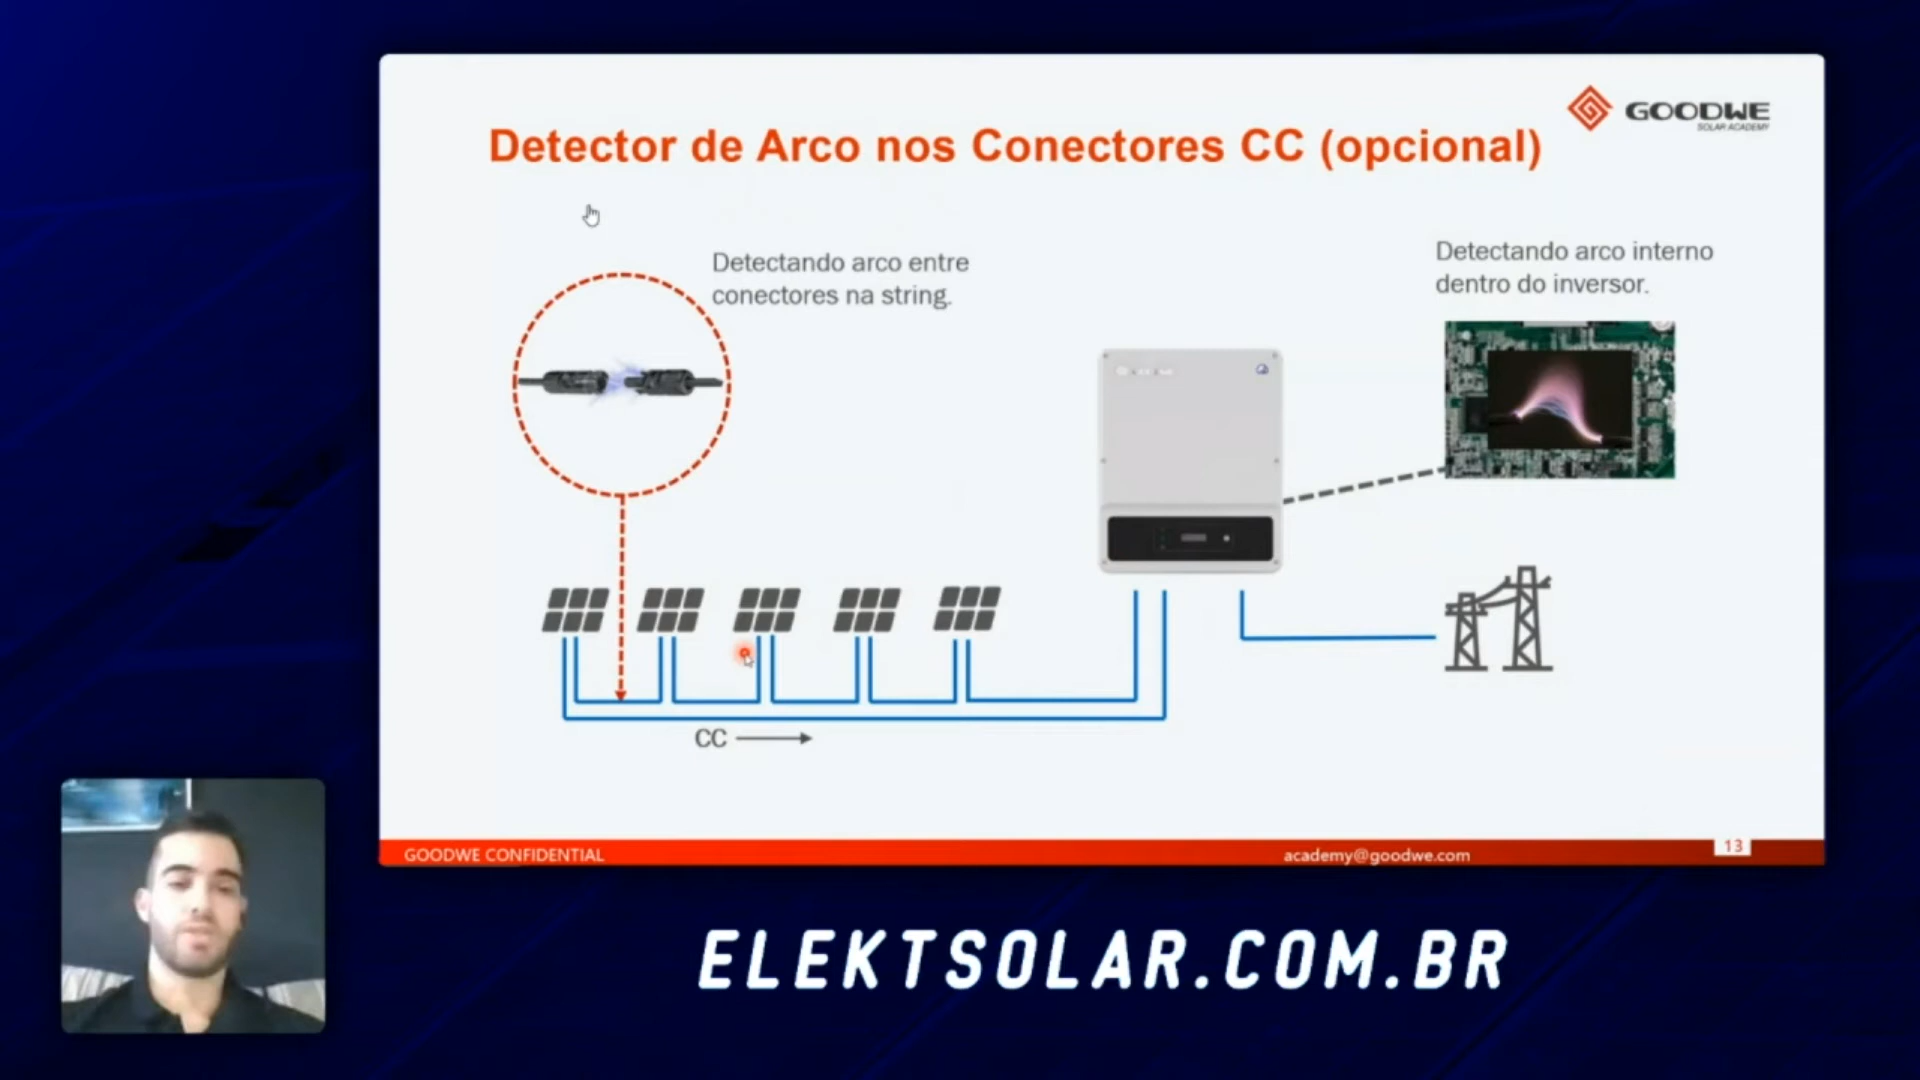 GOODWE
SOLAR ACADEMY
Detector de Arco nos Conectores CC (opcional)
Detectando arco entre
conectores na string.
Detectando arco interno
dentro do inversor.
CC
GOODWE CONFIDENTIAL
academy@goodwe.com
13
ELEKTSOLAR.COM.BR